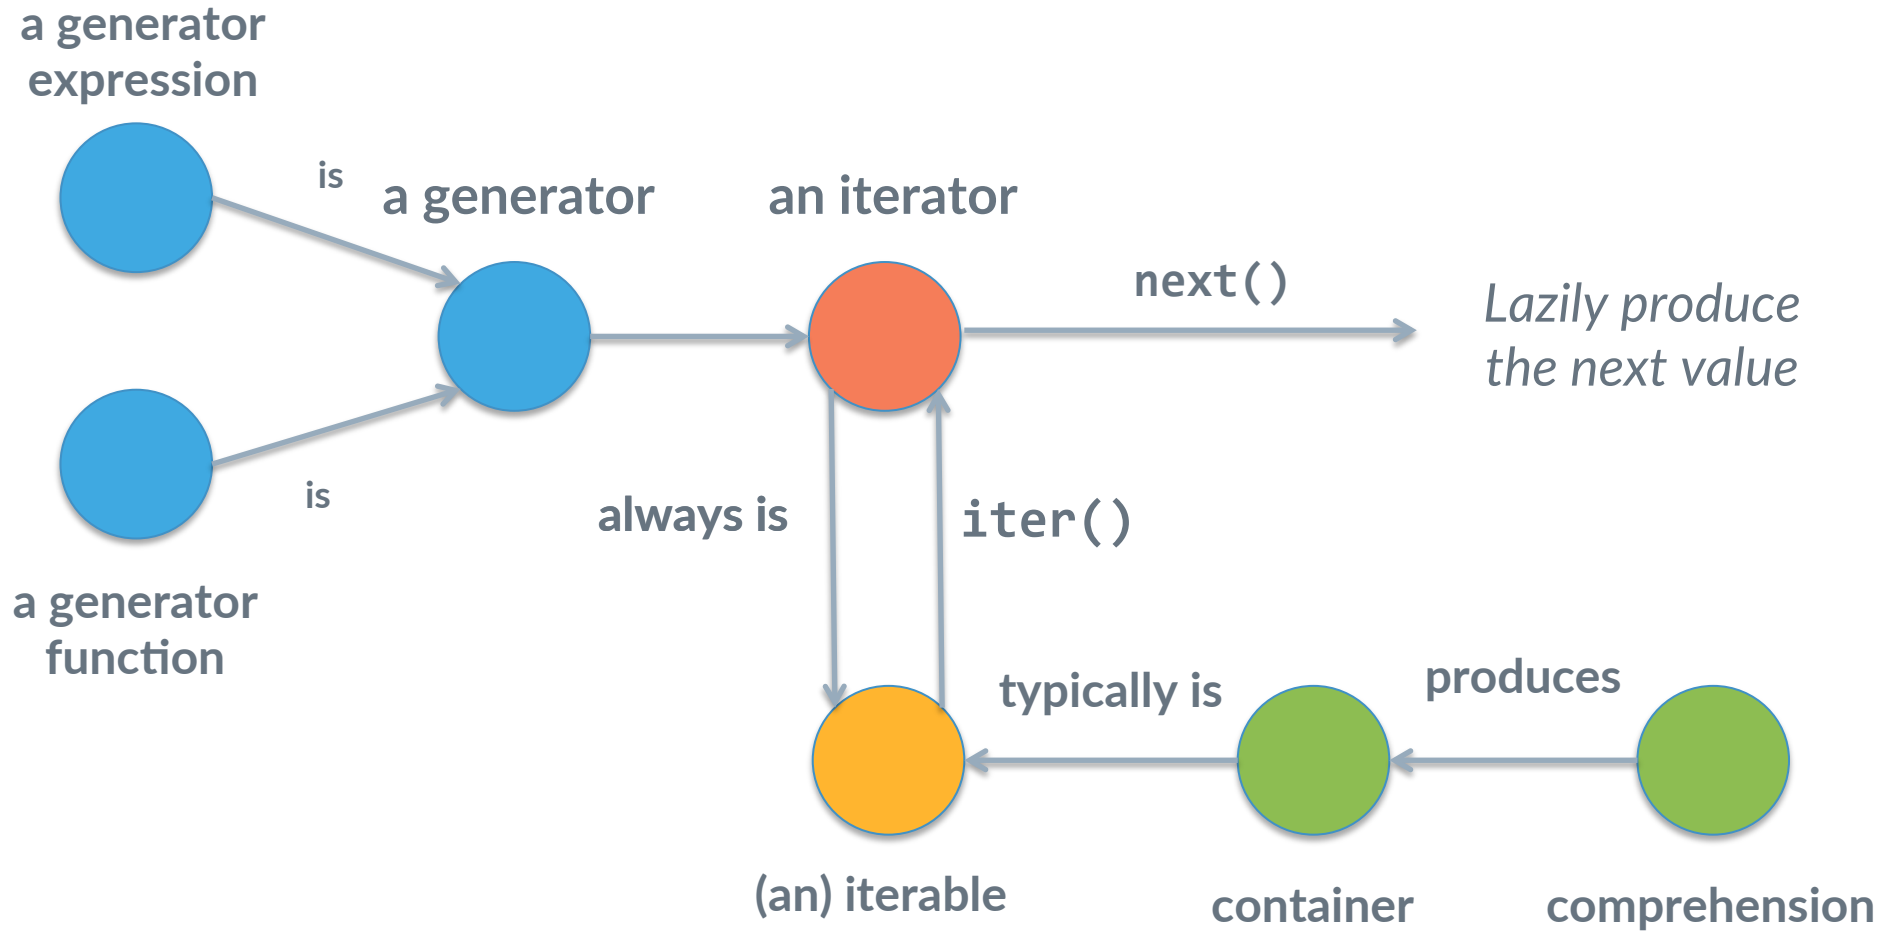 a generator
expression
is
a generator
an iterator
next()
Lazily produce
the next value
is
always is
iter()
a generator
function
typically is
produces
(an) iterable
container
comprehension